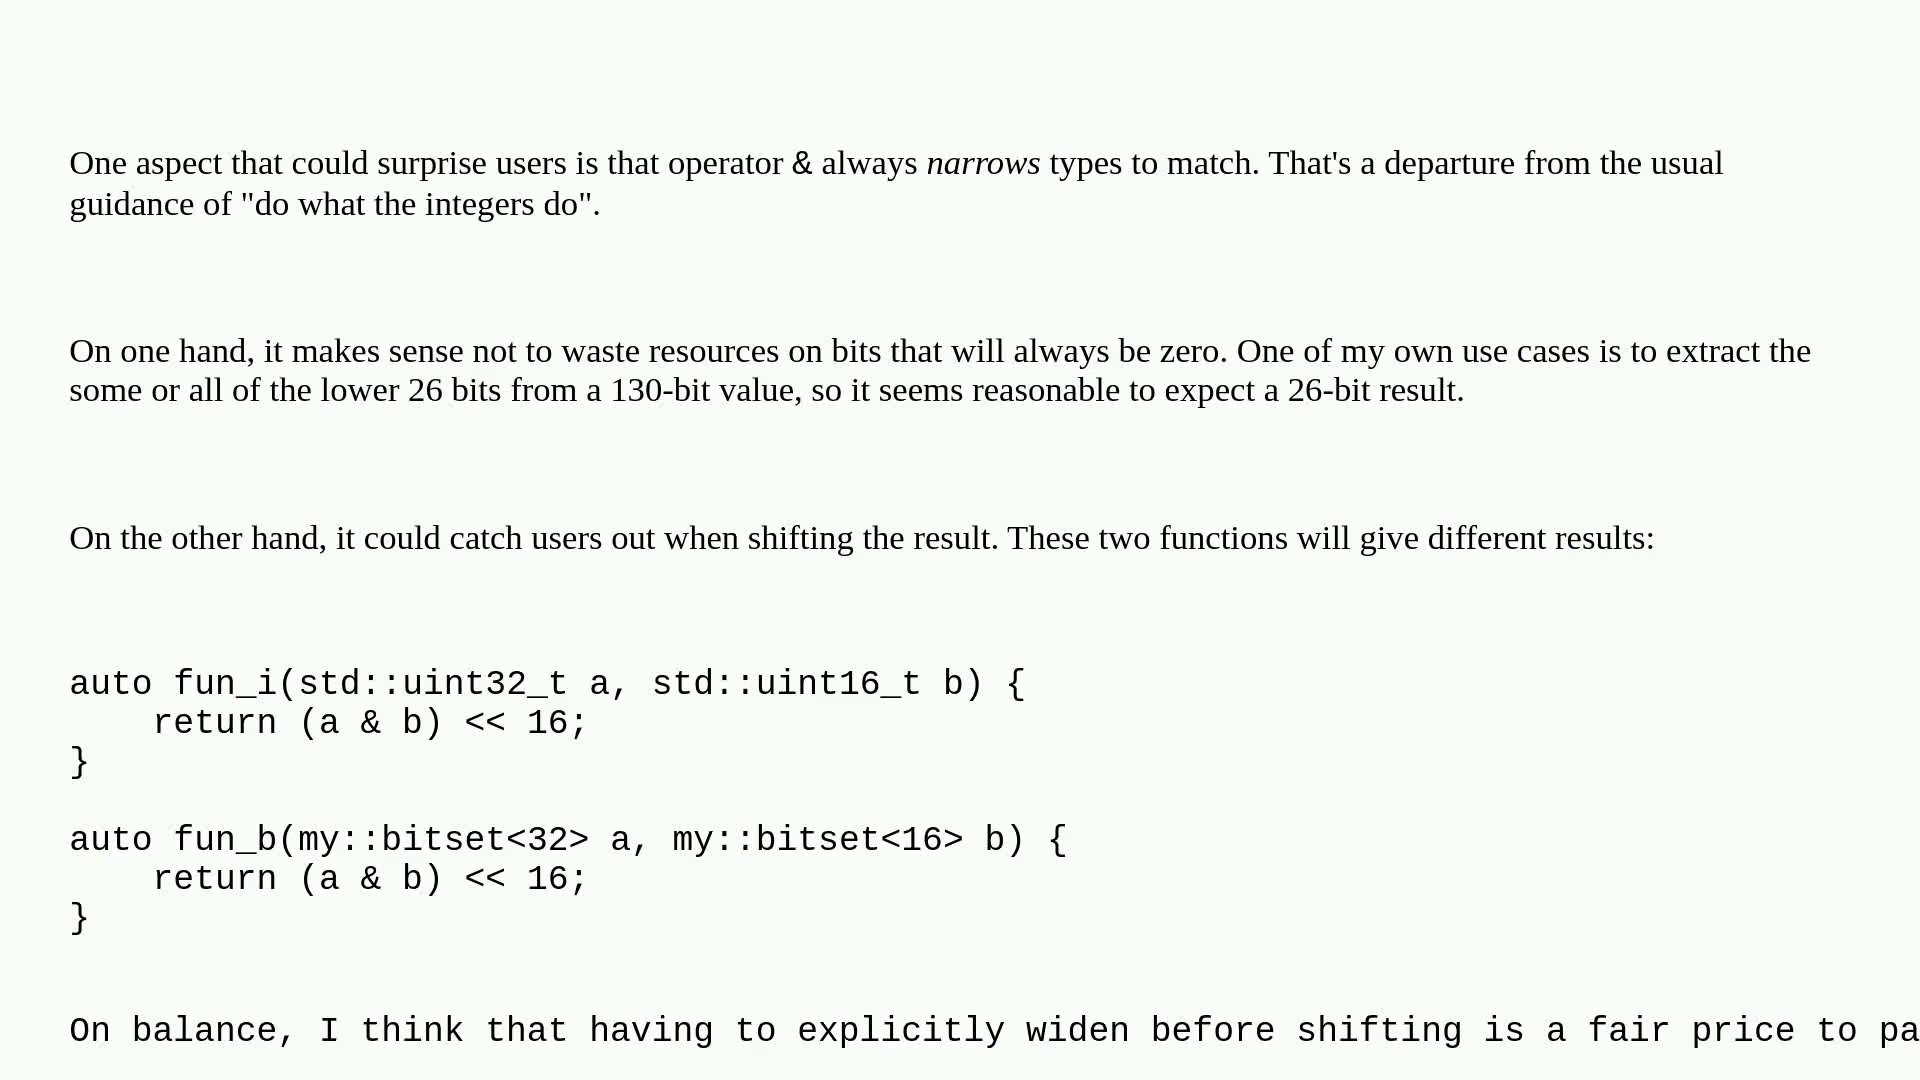 One aspect that could surprise users is that operator & always narrows types to match. That's a departure from the usual
guidance of "do what the integers do".
On one hand, it makes sense not to waste resources on bits that will always be zero. One of my own use cases is to extract the
some or all of the lower 26 bits from a 130-bit value, so it seems reasonable to expect a 26-bit result.
On the other hand, it could catch users out when shifting the result. These two functions will give different results:
auto fun_i(std::uint32_t a, std::uint16_t b) {
    return (a & b) << 16;
}
auto fun_b(my::bitset<32> a, my::bitset<16> b) {
    return (a & b) << 16;
}
On balance, I think that having to explicitly widen before shifting is a fair price to